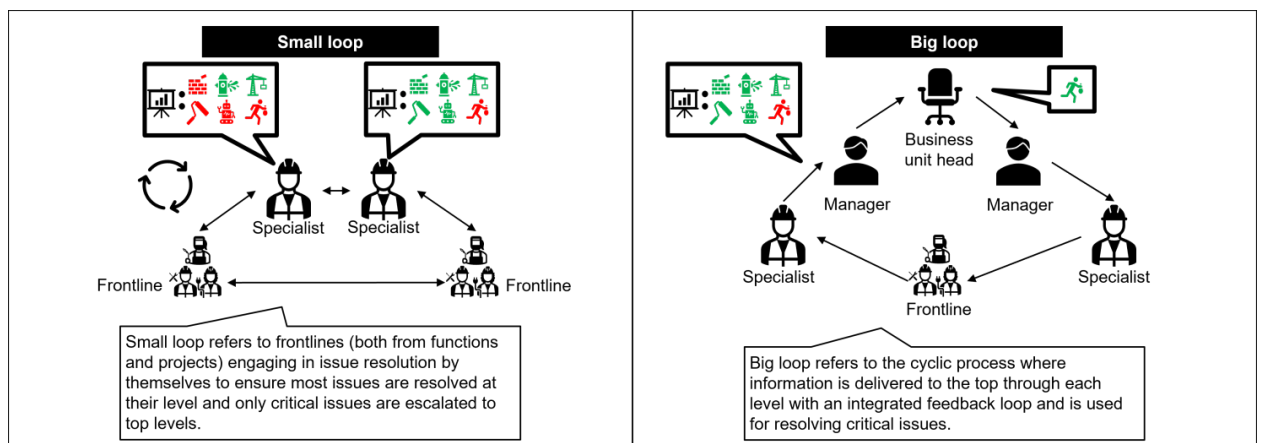 Small loop
Specialist
Specialist
Frontline
Frontline
Small loop refers to frontlines (both from functions
and projects) engaging in issue resolution by
themselves to ensure most issues are resolved at
their level and only critical issues are escalated to
top levels.
Big loop
Business
unit head
Manager
Manager
Specialist
Specialist
Frontline
Big loop refers to the cyclic process where
information is delivered to the top through each
level with an integrated feedback loop and is used
for resolving critical issues.